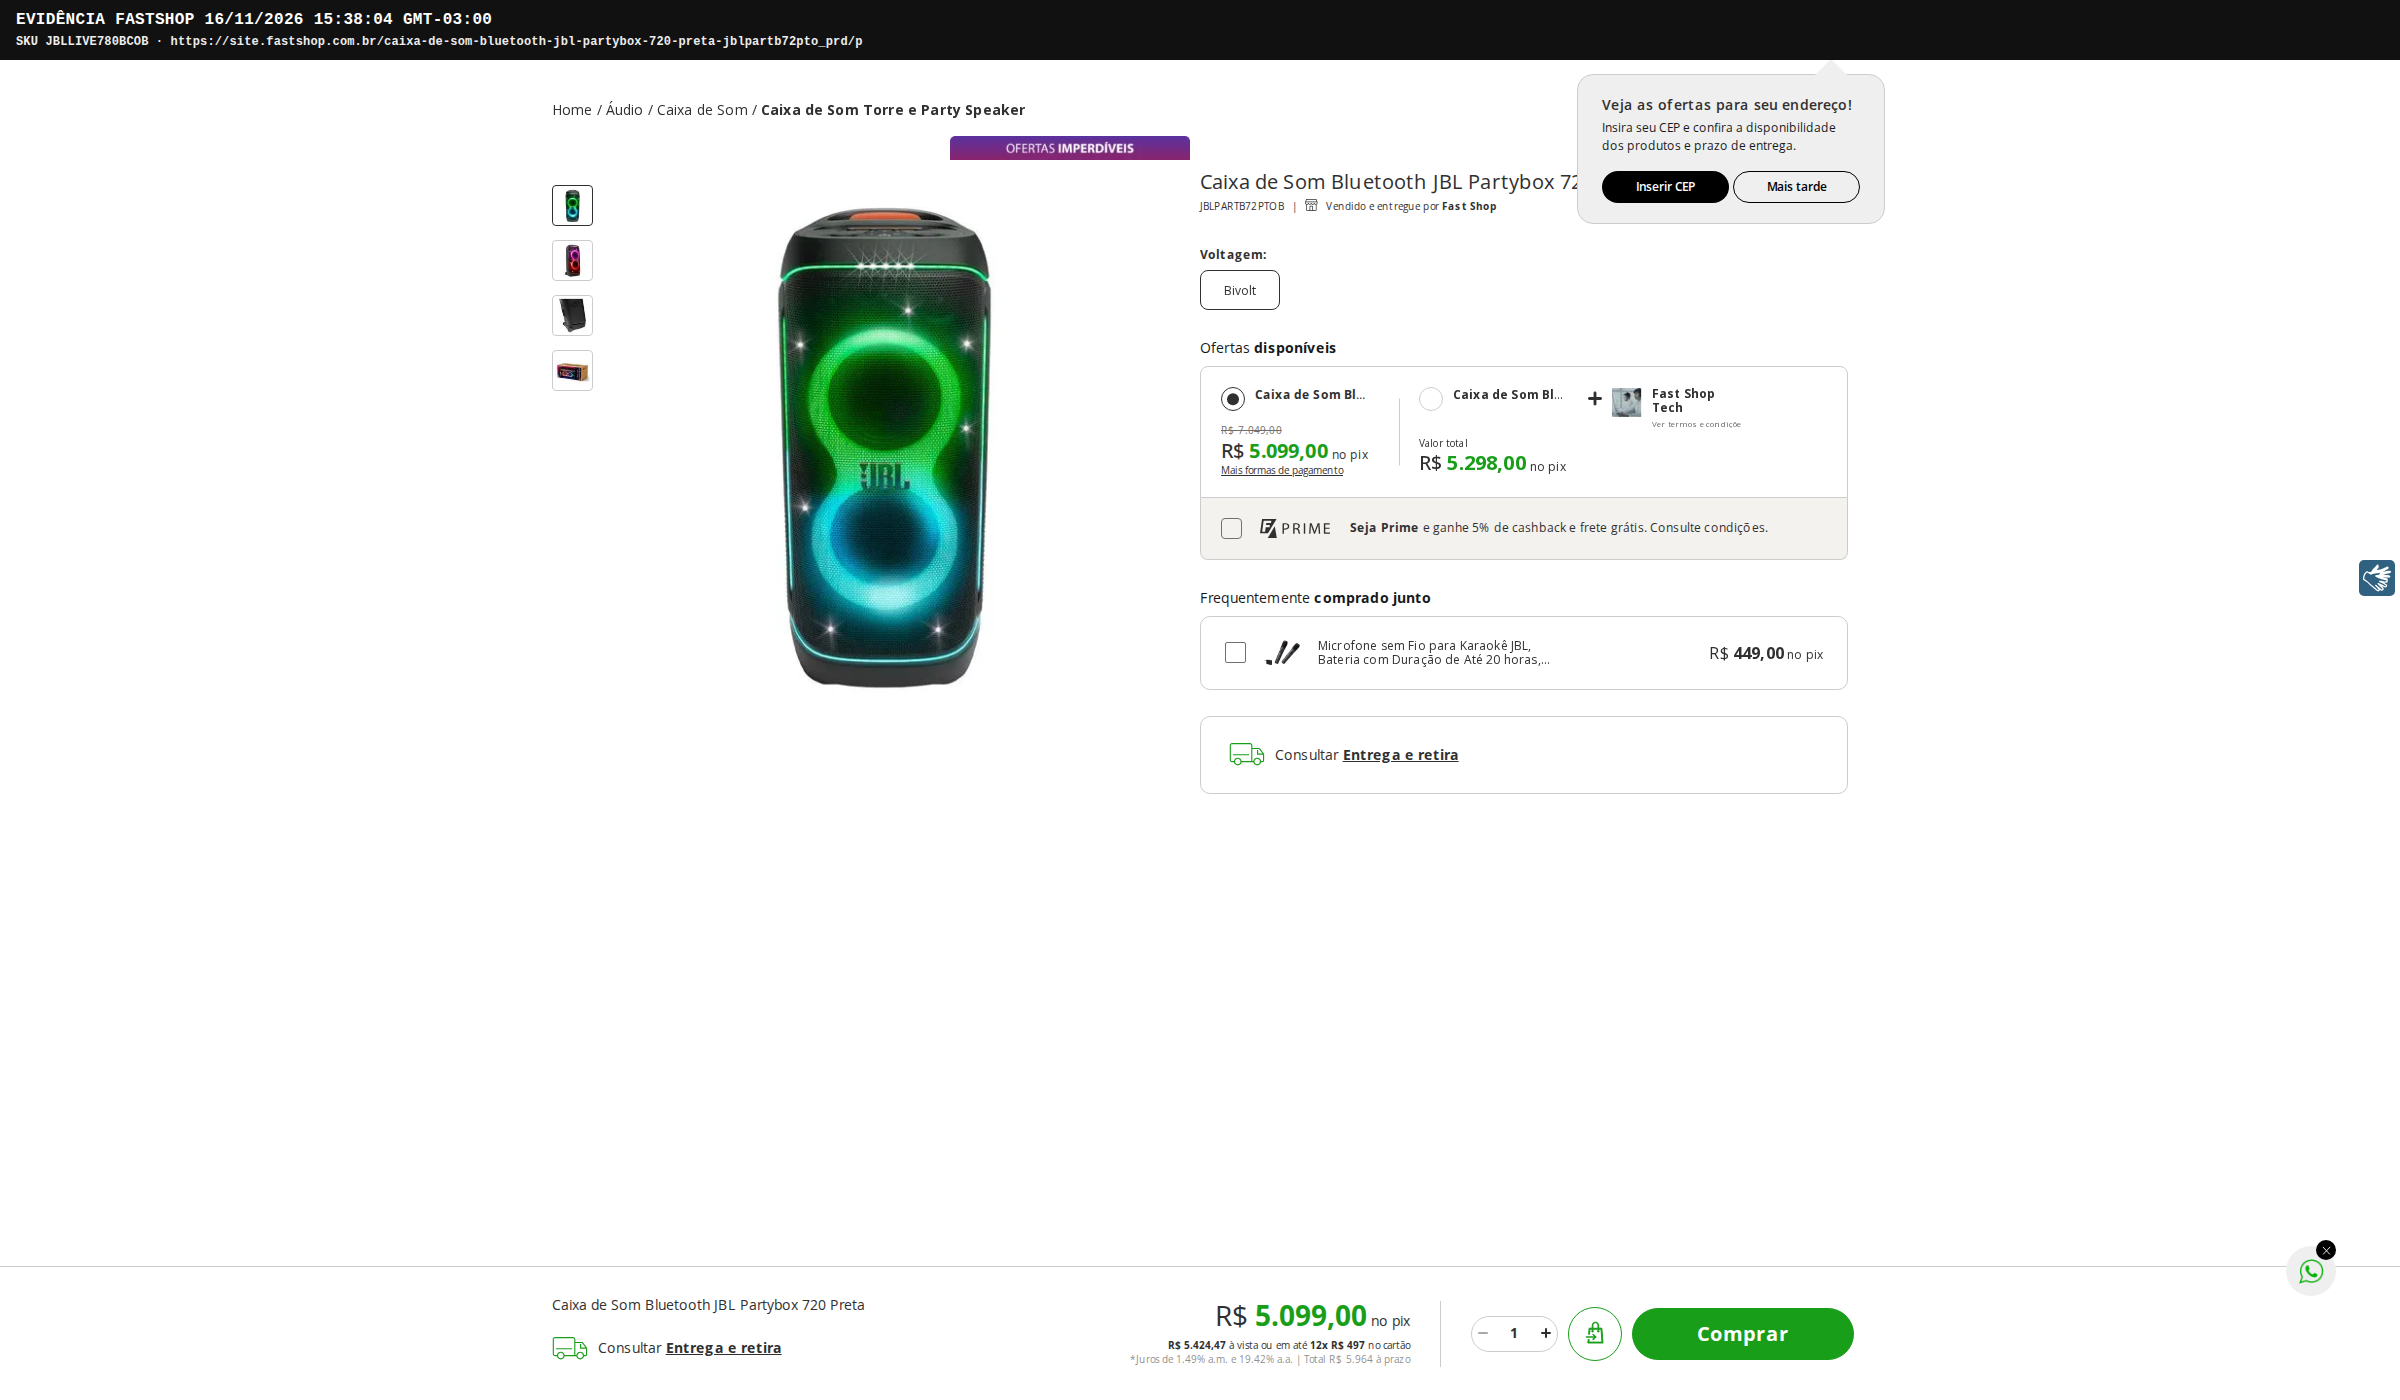 EVIDÊNCIA FASTSHOP 16/11/2026 15:38:04 GMT-03:00
SKU JBLLIVE780BCOB · https://site.fastshop.com.br/caixa-de-som-bluetooth-jbl-partybox-720-preta-jblpartb72pto_prd/p
Home / Áudio / Caixa de Som / Caixa de Som Torre e Party Speaker
Veja as ofertas para seu endereço!
Insira seu CEP e confira a disponibilidade
dos produtos e prazo de entrega.
Inserir CEP
Mais tarde
OFERTAS IMPERDÍVEIS
Caixa de Som Bluetooth JBL Partybox 72
JBLPARTB72PTOB | Vendido e entregue por Fast Shop
Voltagem:
Bivolt
Ofertas disponíveis
Caixa de Som Bl...
R$ 7.049,00
R$ 5.099,00 no pix
Mais formas de pagamento
Caixa de Som Bl...
Valor total
R$ 5.298,00 no pix
+
Fast Shop
Tech
Ver termos e condiçõe
PRIME Seja Prime e ganhe 5% de cashback e frete grátis. Consulte condições.
JBL
Frequentemente comprado junto
Microfone sem Fio para Karaokê JBL,
Bateria com Duração de Até 20 horas,...
R$ 449,00 no pix
Consultar Entrega e retira
Caixa de Som Bluetooth JBL Partybox 720 Preta
Consultar Entrega e retira
R$ 5.099,00 no pix
R$ 5.424,47 à vista ou em até 12x R$ 497 no cartão
*Juros de 1.49% a.m. e 19.42% a.a. | Total R$ 5.964 à prazo
− 1 +
Comprar